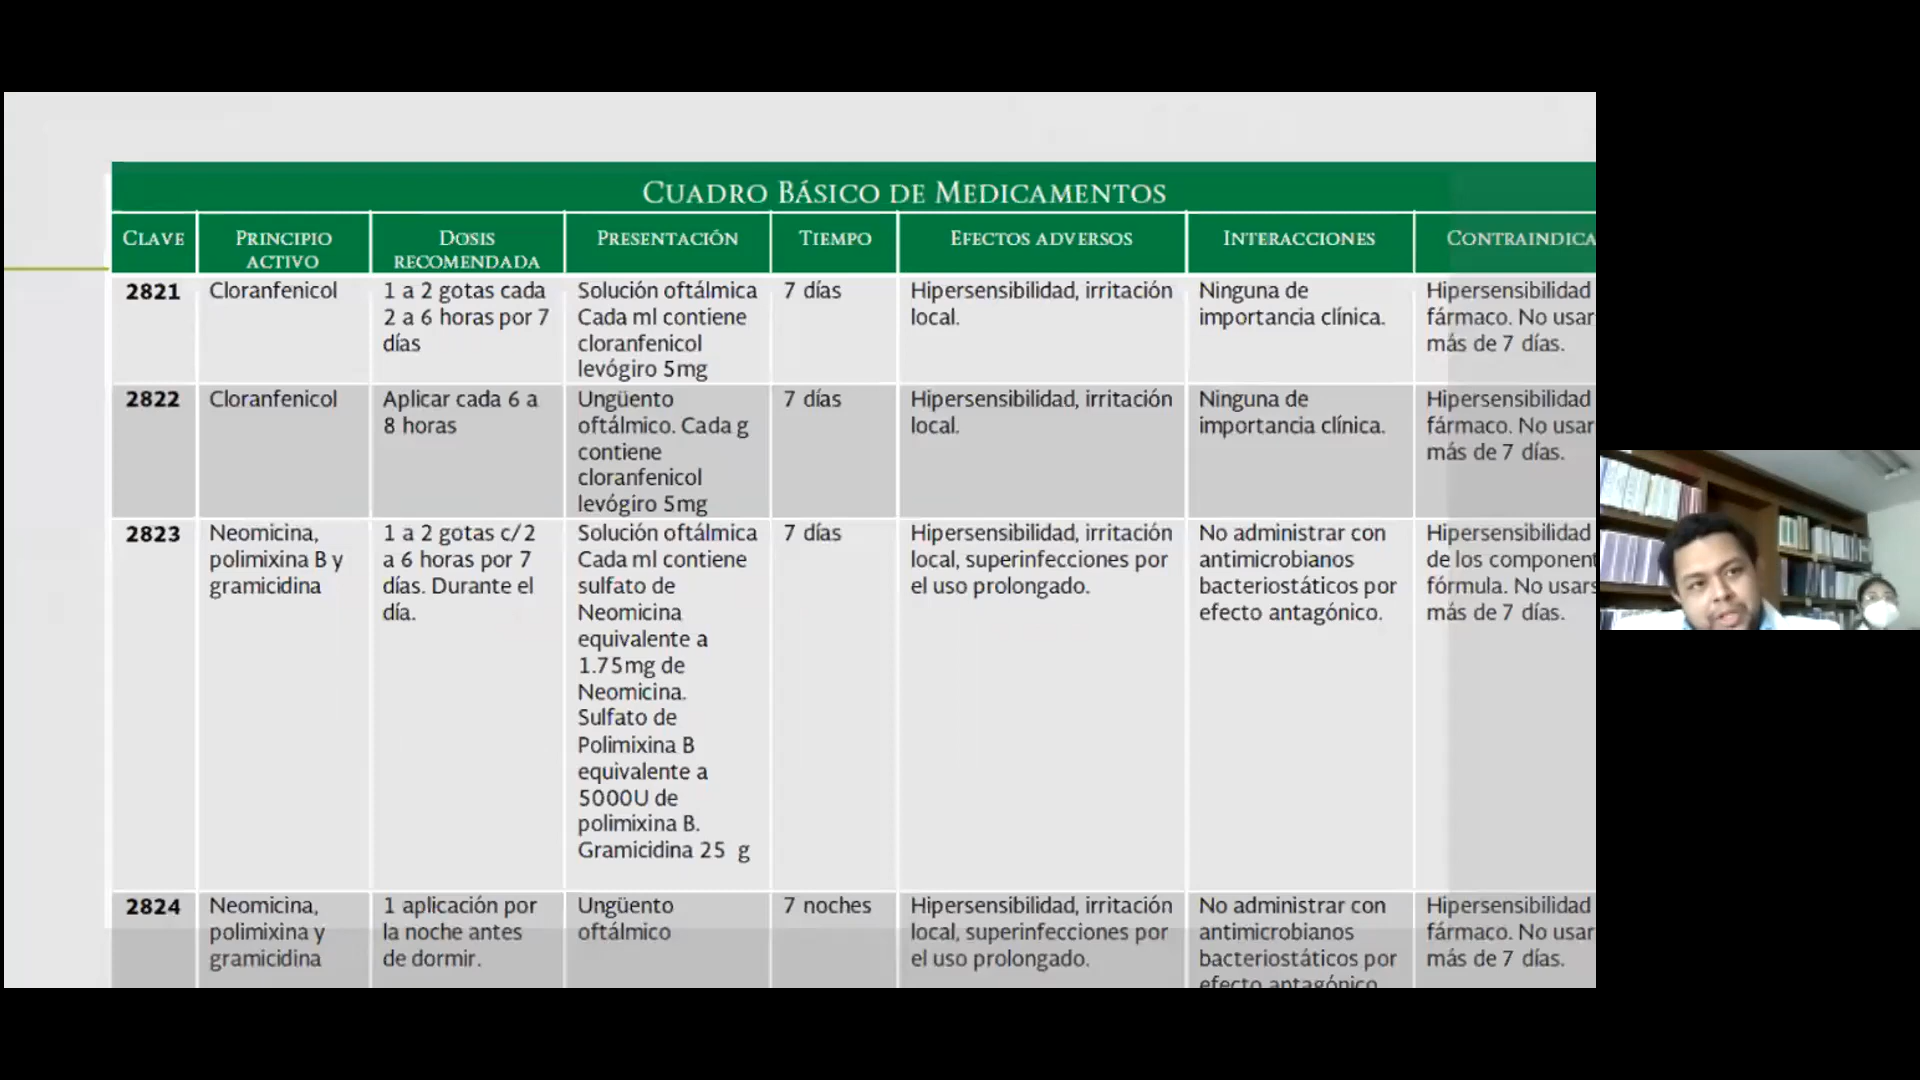 CUADRO BÁSICO DE MEDICAMENTOS
CLAVE
PRINCIPIO
ACTIVO
DOSIS
RECOMENDADA
PRESENTACIÓN
TIEMPO
EFECTOS ADVERSOS
INTERACCIONES
CONTRAINDICA
2821
Cloranfenicol
1 a 2 gotas cada
2 a 6 horas por 7
días
Solución oftálmica
Cada ml contiene
cloranfenicol
levógiro 5mg
7 días
Hipersensibilidad, irritación
local.
Ninguna de
importancia clínica.
Hipersensibilidad
fármaco. No usar
más de 7 días.
2822
Cloranfenicol
Aplicar cada 6 a
8 horas
Ungüento
oftálmico. Cada g
contiene
cloranfenicol
levógiro 5mg
7 días
Hipersensibilidad, irritación
local.
Ninguna de
importancia clínica.
Hipersensibilidad
fármaco. No usar
más de 7 días.
2823
Neomicina,
polimixina B y
gramicidina
1 a 2 gotas c/2
a 6 horas por 7
días. Durante el
día.
Solución oftálmica
Cada ml contiene
sulfato de
Neomicina
equivalente a
1.75mg de
Neomicina.
Sulfato de
Polimixina B
equivalente a
5000U de
polimixina B.
Gramicidina 25 g
7 días
Hipersensibilidad, irritación
local, superinfecciones por
el uso prolongado.
No administrar con
antimicrobianos
bacteriostáticos por
efecto antagónico.
Hipersensibilidad
de los component
fórmula. No usars
más de 7 días.
2824
Neomicina,
polimixina y
gramicidina
1 aplicación por
la noche antes
de dormir.
Ungüento
oftálmico
7 noches
Hipersensibilidad, irritación
local, superinfecciones por
el uso prolongado.
No administrar con
antimicrobianos
bacteriostáticos por
efecto antagónico
Hipersensibilidad
fármaco. No usar
más de 7 días.